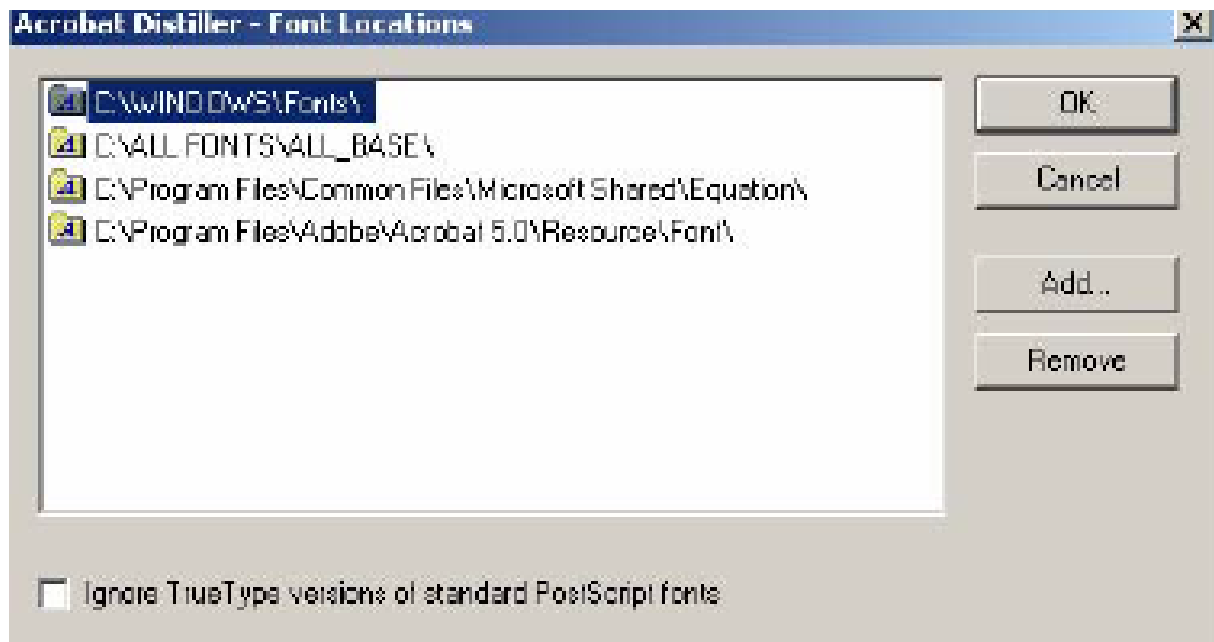 Acrobat Distiller - Font Locations
C:\WINDOWS\Fonts\
C:\ALL FONTS\ALL_BASE\
C:\Program Files\Common Files\Microsoft Shared\Equation\
C:\Program Files\Adobe\Acrobat 5.0\Resource\Font\
OK
Cancel
Add...
Remove
Ignore TrueType versions of standard PostScript fonts